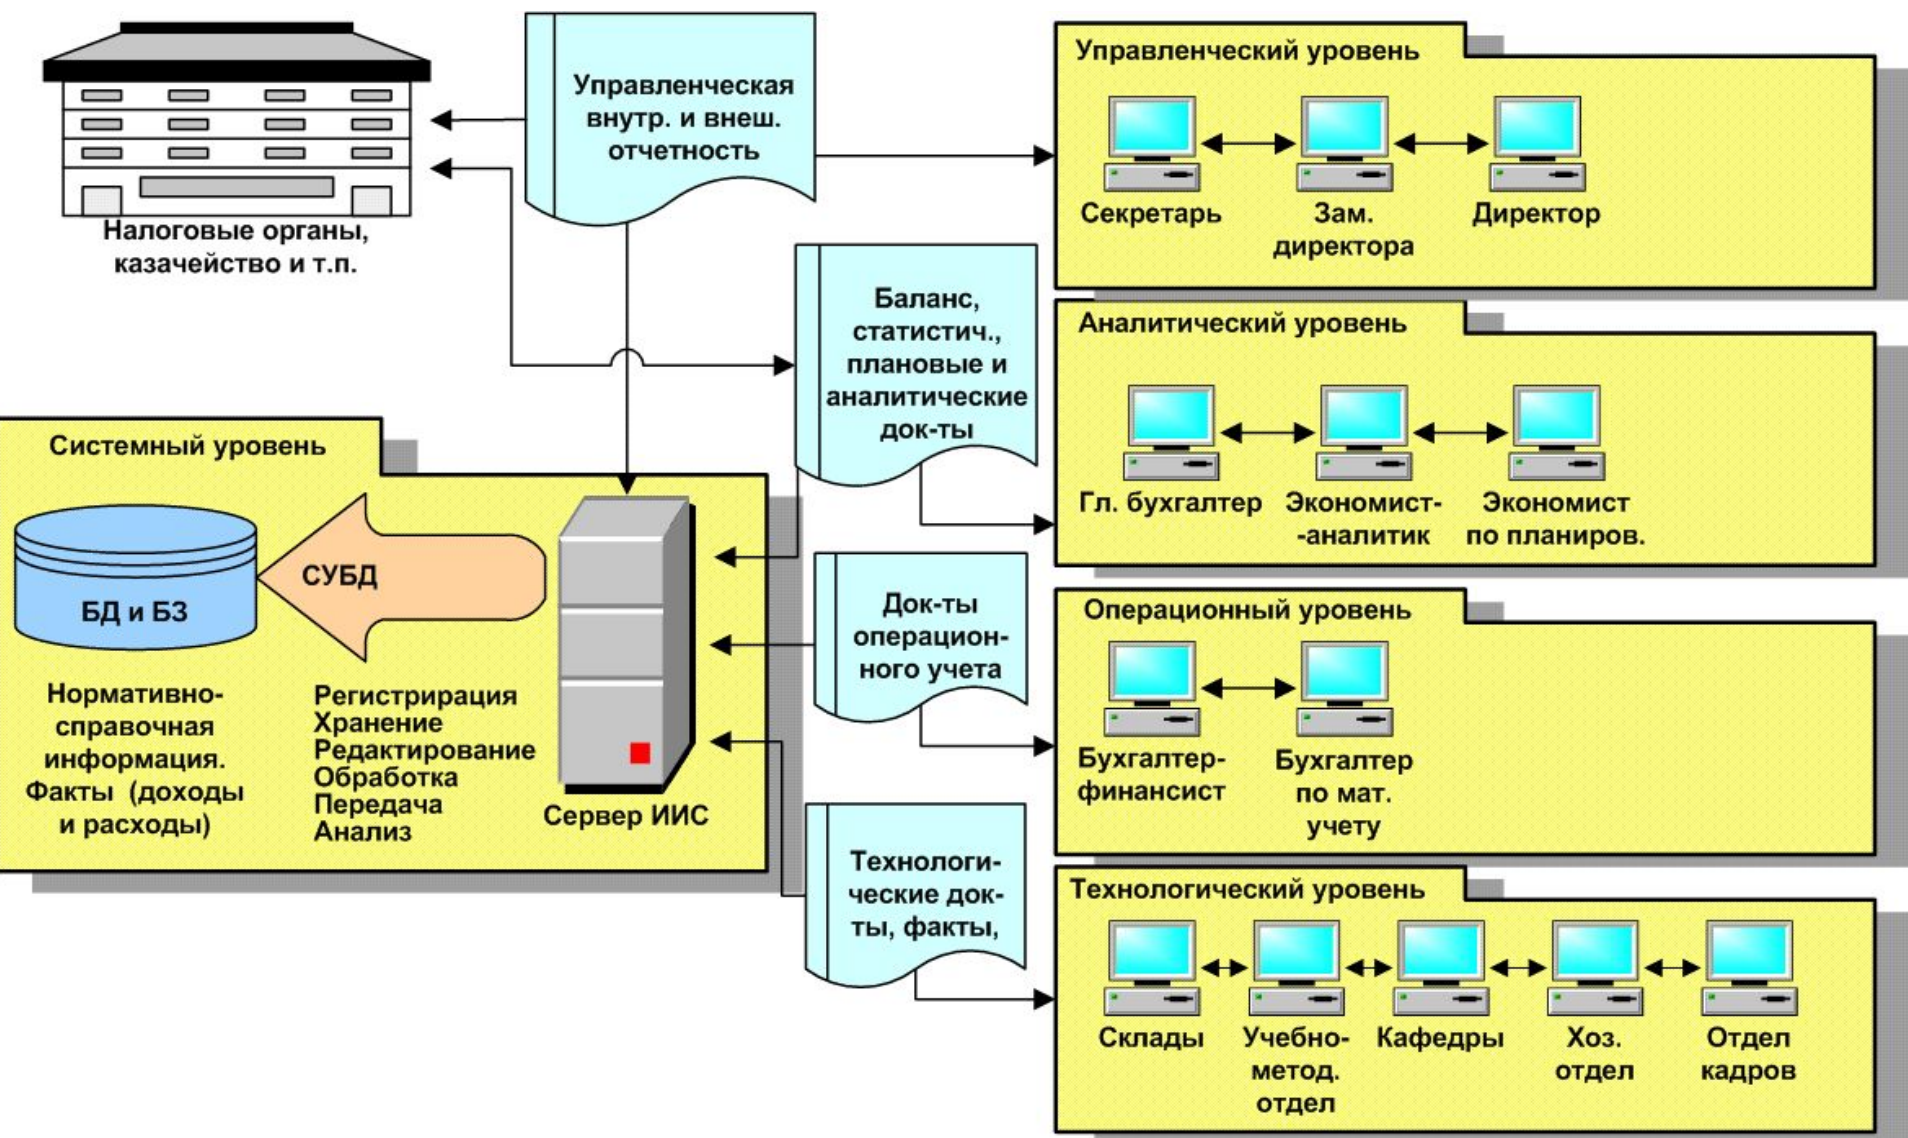 Управленческая
внутр. и внеш.
отчетность
Налоговые органы,
казачейство и т.п.
Управленческий уровень
Секретарь
Зам.
директора
Директор
Баланс,
статистич.,
плановые и
аналитические
док-ты
Аналитический уровень
Гл. бухгалтер
Экономист-
-аналитик
Экономист
по планиров.
Системный уровень
СУБД
БД и БЗ
Нормативно-
справочная
информация.
Факты (доходы
и расходы)
Регистрирация
Хранение
Редактирование
Обработка
Передача
Анализ
Сервер ИИС
Док-ты
операцион-
ного учета
Операционный уровень
Бухгалтер-
финансист
Бухгалтер
по мат.
учету
Технологи-
ческие док-
ты, факты,
Технологический уровень
Склады
Учебно-
метод.
отдел
Кафедры
Хоз.
отдел
Отдел
кадров